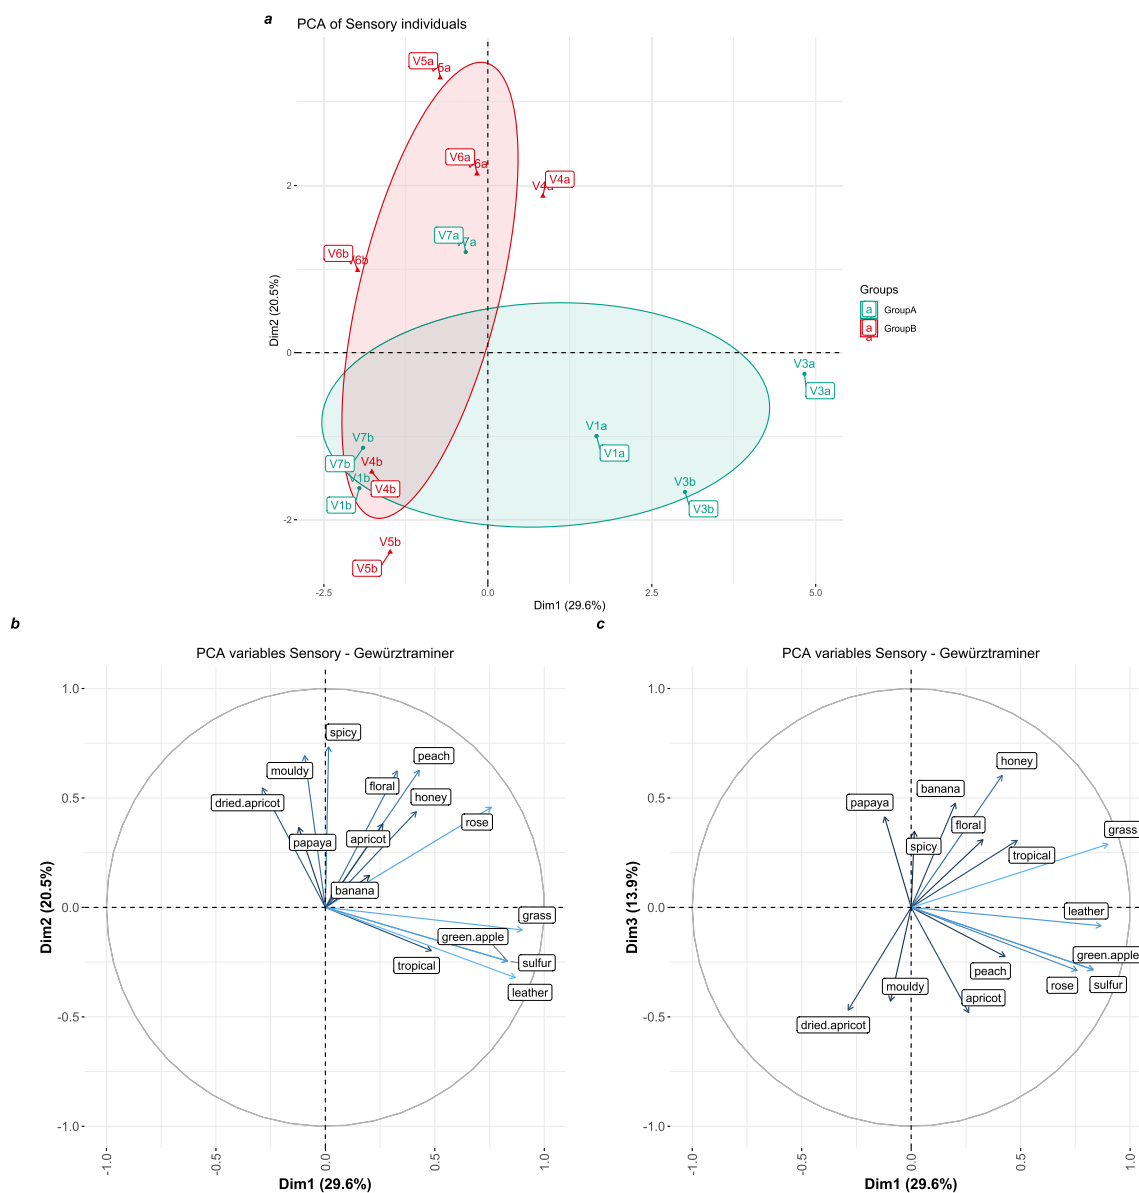 a
PCA of Sensory individuals
V5a
V5a
V6a
V6a
V4a
V4a
V7a
V7a
V6b
V6b
V3a
V3a
V1a
V1a
V7b
V7b
V4b
V4b
V1b
V1b
V3b
V3b
V5b
V5b
2
0
-2
Dim2 (20.5%)
-2.5
0.0
2.5
5.0
Dim1 (29.6%)
Groups
a GroupA
a GroupB
b
PCA variables Sensory - Gewürztraminer
spicy
mouldy
peach
floral
dried.apricot
honey
rose
papaya
apricot
banana
grass
green.apple
tropical
sulfur
leather
1.0
0.5
0.0
-0.5
-1.0
Dim2 (20.5%)
-1.0
-0.5
0.0
0.5
1.0
Dim1 (29.6%)
c
PCA variables Sensory - Gewürztraminer
honey
banana
papaya
floral
grass
spicy
tropical
leather
green.apple
peach
rose
sulfur
mouldy
apricot
dried.apricot
1.0
0.5
0.0
-0.5
-1.0
Dim3 (13.9%)
-1.0
-0.5
0.0
0.5
1.0
Dim1 (29.6%)